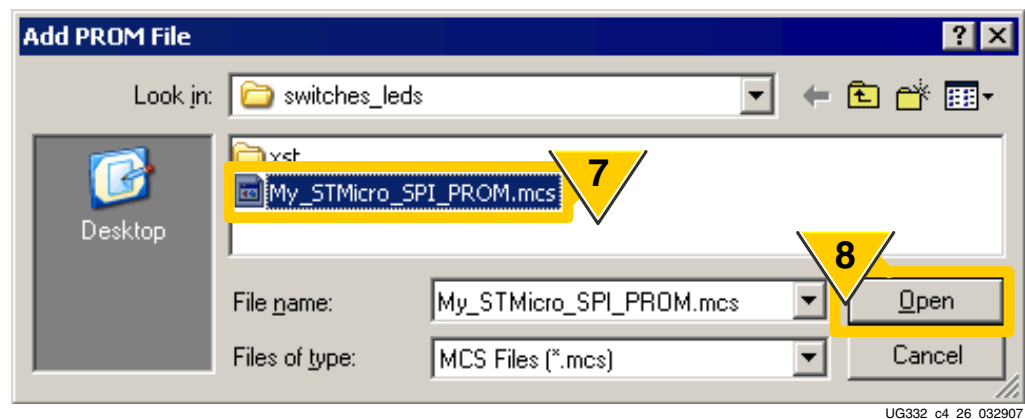 Add PROM File
Look in: switches_leds
xst
7
My_STMicro_SPI_PROM.mcs
Desktop
8
File name: My_STMicro_SPI_PROM.mcs Open
Files of type: MCS Files (*.mcs) Cancel
UG332_c4_26_032907